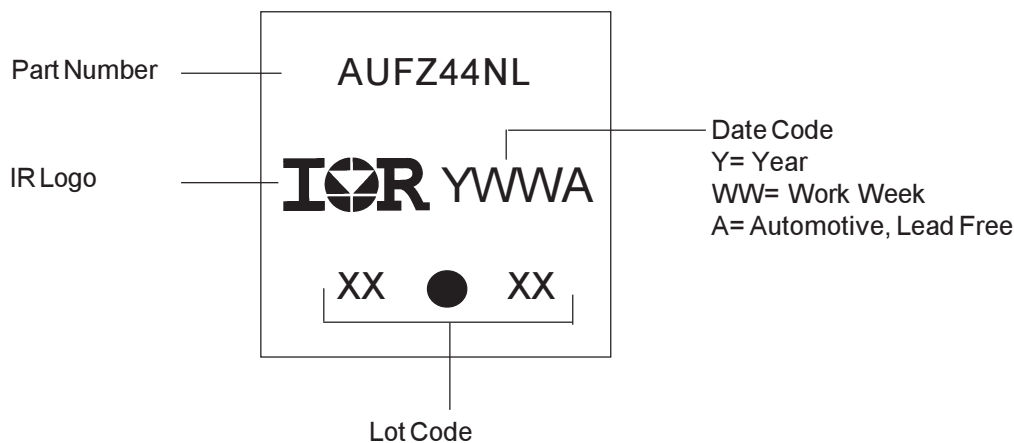 Part Number
AUFZ44NL
IR Logo
IOR YWWA
Date Code
Y= Year
WW= Work Week
A= Automotive, Lead Free
XX ● XX
Lot Code